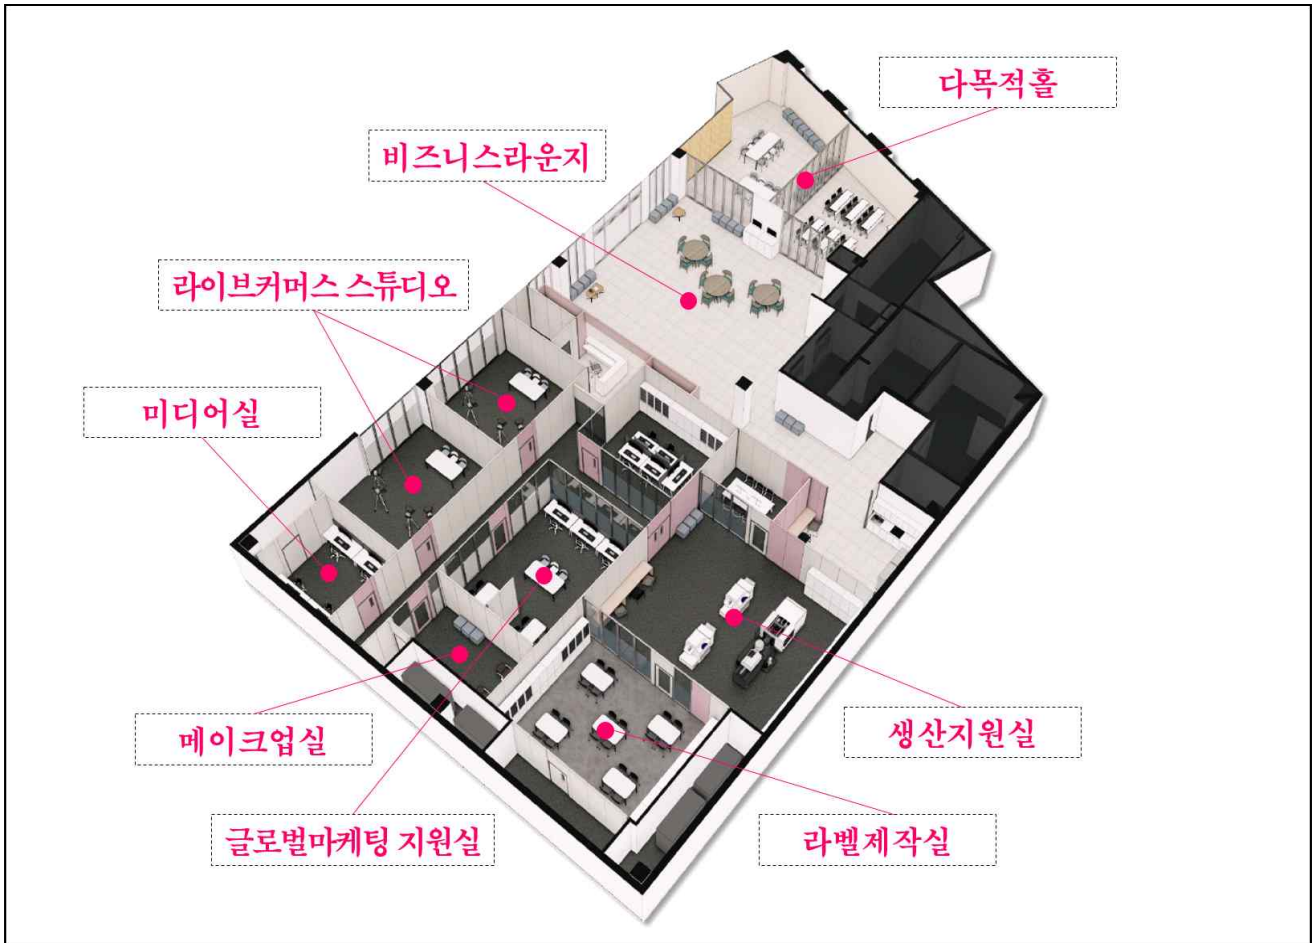 다목적홀
비즈니스라운지
라이브커머스 스튜디오
미디어실
메이크업실
생산지원실
글로벌마케팅 지원실
라벨제작실